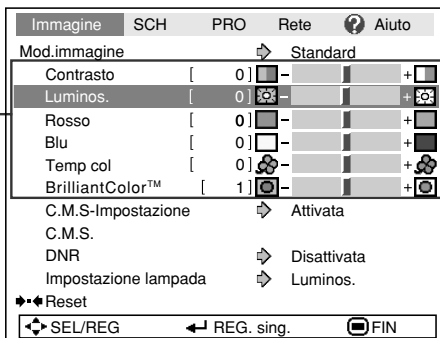 Immagine SCH PRO Rete ? Aiuto
Mod.immagine Standard
Contrasto [ 0] - +
Luminos. [ 0] - +
Rosso [ 0] - +
Blu [ 0] - +
Temp col [ 0] - +
BrilliantColor™ [ 1] - +
C.M.S-Impostazione Attivata
C.M.S.
DNR Disattivata
Impostazione lampada Luminos.
Reset
SEL/REG REG. sing. FIN